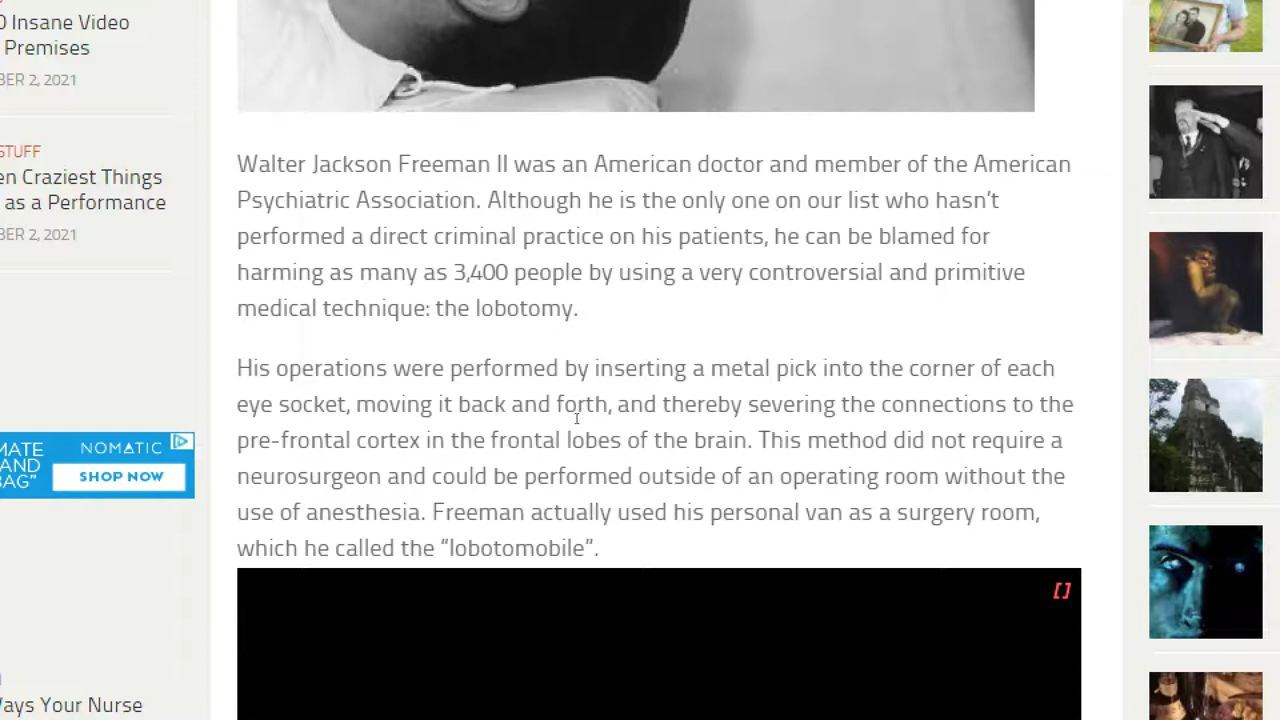 0 Insane Video
Premises
BER 2, 2021
STUFF
en Craziest Things
as a Performance
BER 2, 2021
MATE
AND
BAG”
NOMATIC
SHOP NOW
Ways Your Nurse
Walter Jackson Freeman II was an American doctor and member of the American
Psychiatric Association. Although he is the only one on our list who hasn’t
performed a direct criminal practice on his patients, he can be blamed for
harming as many as 3,400 people by using a very controversial and primitive
medical technique: the lobotomy.
His operations were performed by inserting a metal pick into the corner of each
eye socket, moving it back and forth, and thereby severing the connections to the
pre-frontal cortex in the frontal lobes of the brain. This method did not require a
neurosurgeon and could be performed outside of an operating room without the
use of anesthesia. Freeman actually used his personal van as a surgery room,
which he called the “lobotomobile”.
[]